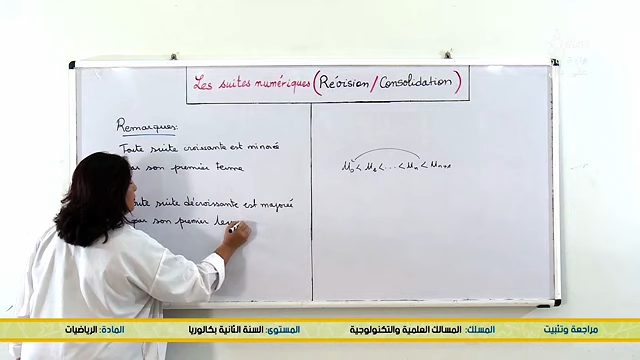 Les suites numériques (Révision/Consolidation)
Remarques:
Toute suite croissante est minoré
par son premier terme
toute suite décroissante est majoréé
par son premier ter
U₀ < U₁ < ... < Uₙ < Uₙ₊₁
مراجعة وتثبيت
المسلك: المسالك العلمية والتكنولوجية
المستوى: السنة الثانية بكالوريا
المادة: الرياضيات